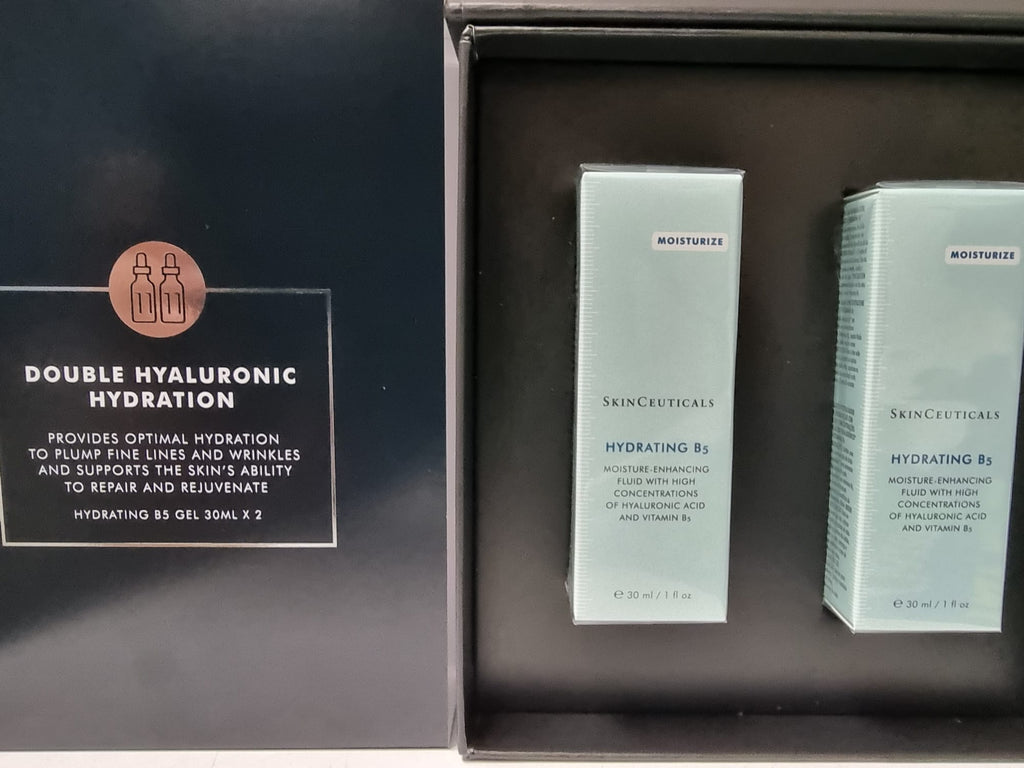 DOUBLE HYALURONIC
HYDRATION
PROVIDES OPTIMAL HYDRATION
TO PLUMP FINE LINES AND WRINKLES
AND SUPPORTS THE SKIN'S ABILITY
TO REPAIR AND REJUVENATE
HYDRATING B5 GEL 30ML X 2
MOISTURIZE
SKINCEUTICALS
HYDRATING B5
MOISTURE-ENHANCING
FLUID WITH HIGH
CONCENTRATIONS
OF HYALURONIC ACID
AND VITAMIN B5
℮ 30 ml / 1 fl oz
MOISTURIZE
SKINCEUTICALS
HYDRATING B5
MOISTURE-ENHANCING
FLUID WITH HIGH
CONCENTRATIONS
OF HYALURONIC ACID
AND VITAMIN B5
℮ 30 ml / 1 fl oz